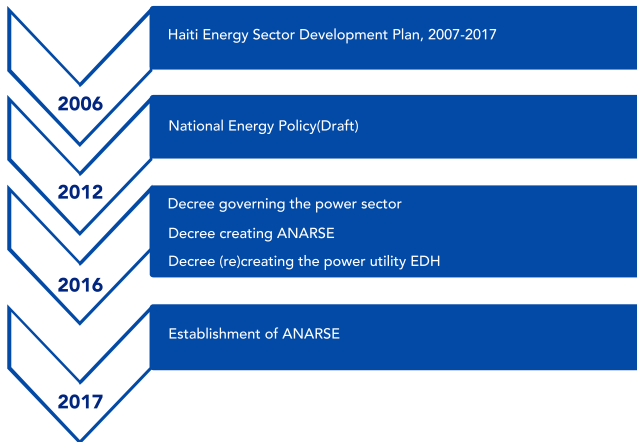 Haiti Energy Sector Development Plan, 2007-2017
2006
National Energy Policy(Draft)
2012
Decree governing the power sector
Decree creating ANARSE
Decree (re)creating the power utility EDH
2016
Establishment of ANARSE
2017